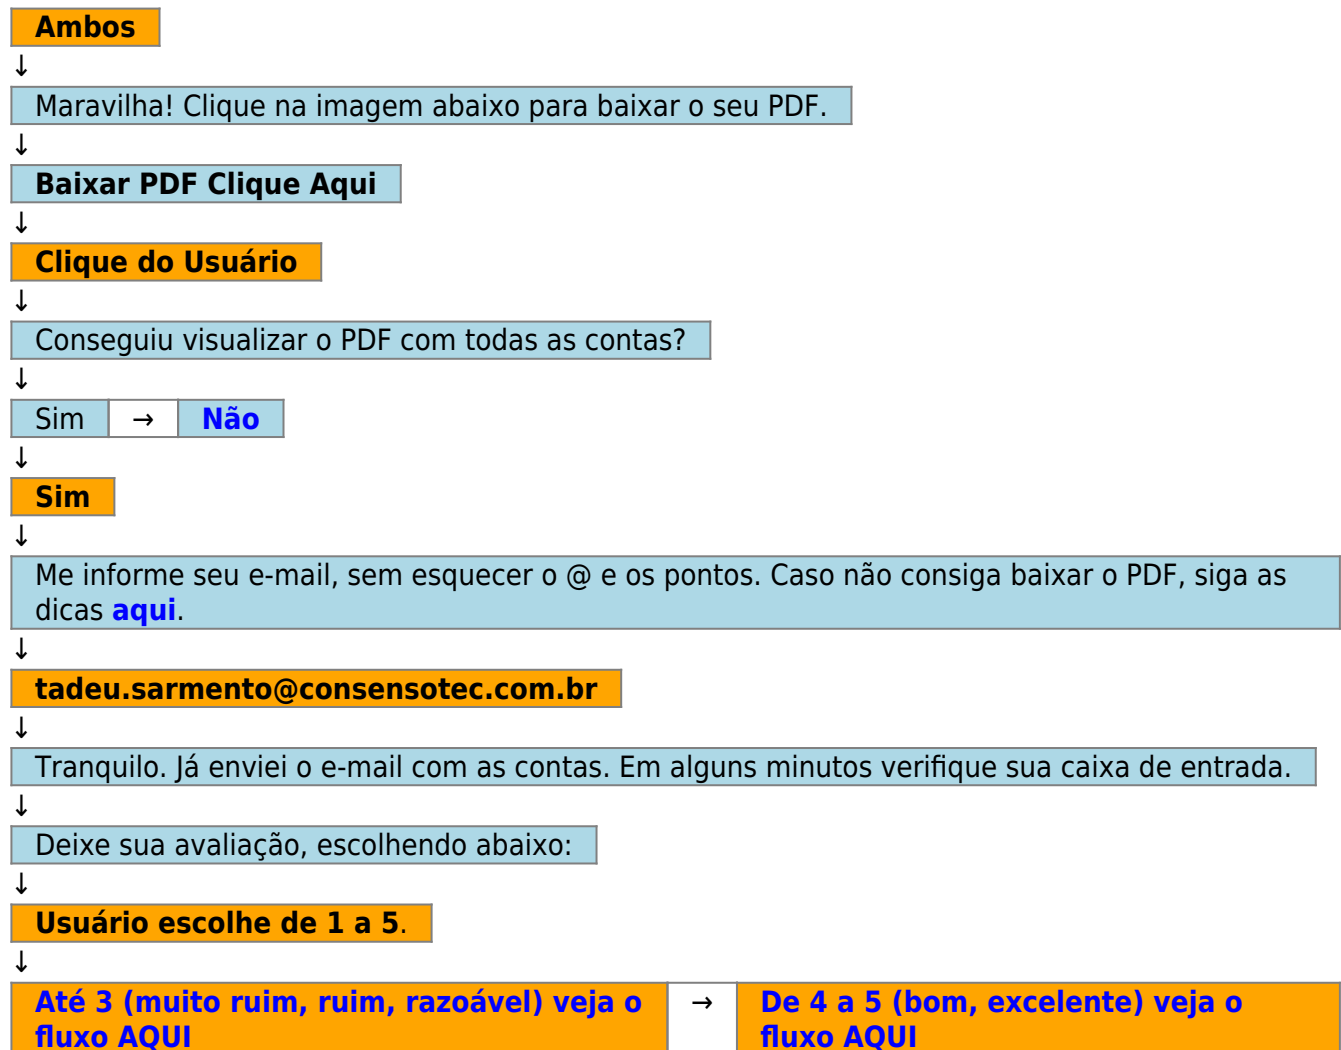 Ambos
↓
Maravilha! Clique na imagem abaixo para baixar o seu PDF.
↓
Baixar PDF Clique Aqui
↓
Clique do Usuário
↓
Conseguiu visualizar o PDF com todas as contas?
↓
Sim → Não
↓
Sim
↓
Me informe seu e-mail, sem esquecer o @ e os pontos. Caso não consiga baixar o PDF, siga as
dicas aqui.
↓
tadeu.sarmento@consensotec.com.br
↓
Tranquilo. Já enviei o e-mail com as contas. Em alguns minutos verifique sua caixa de entrada.
↓
Deixe sua avaliação, escolhendo abaixo:
↓
Usuário escolhe de 1 a 5.
↓
Até 3 (muito ruim, ruim, razoável) veja o
fluxo AQUI
→
De 4 a 5 (bom, excelente) veja o
fluxo AQUI